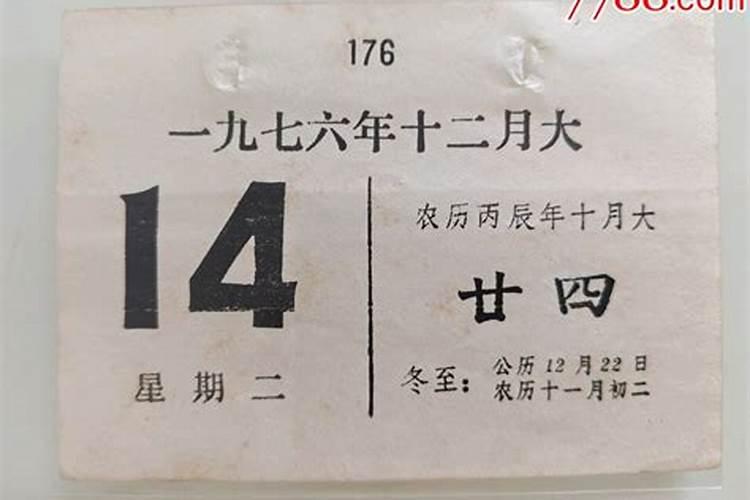 7788.com
176
一九七六年十二月大
14
星期二
农历丙辰年十月大
廿四
冬至：
公历12月22日
农历十一月初二